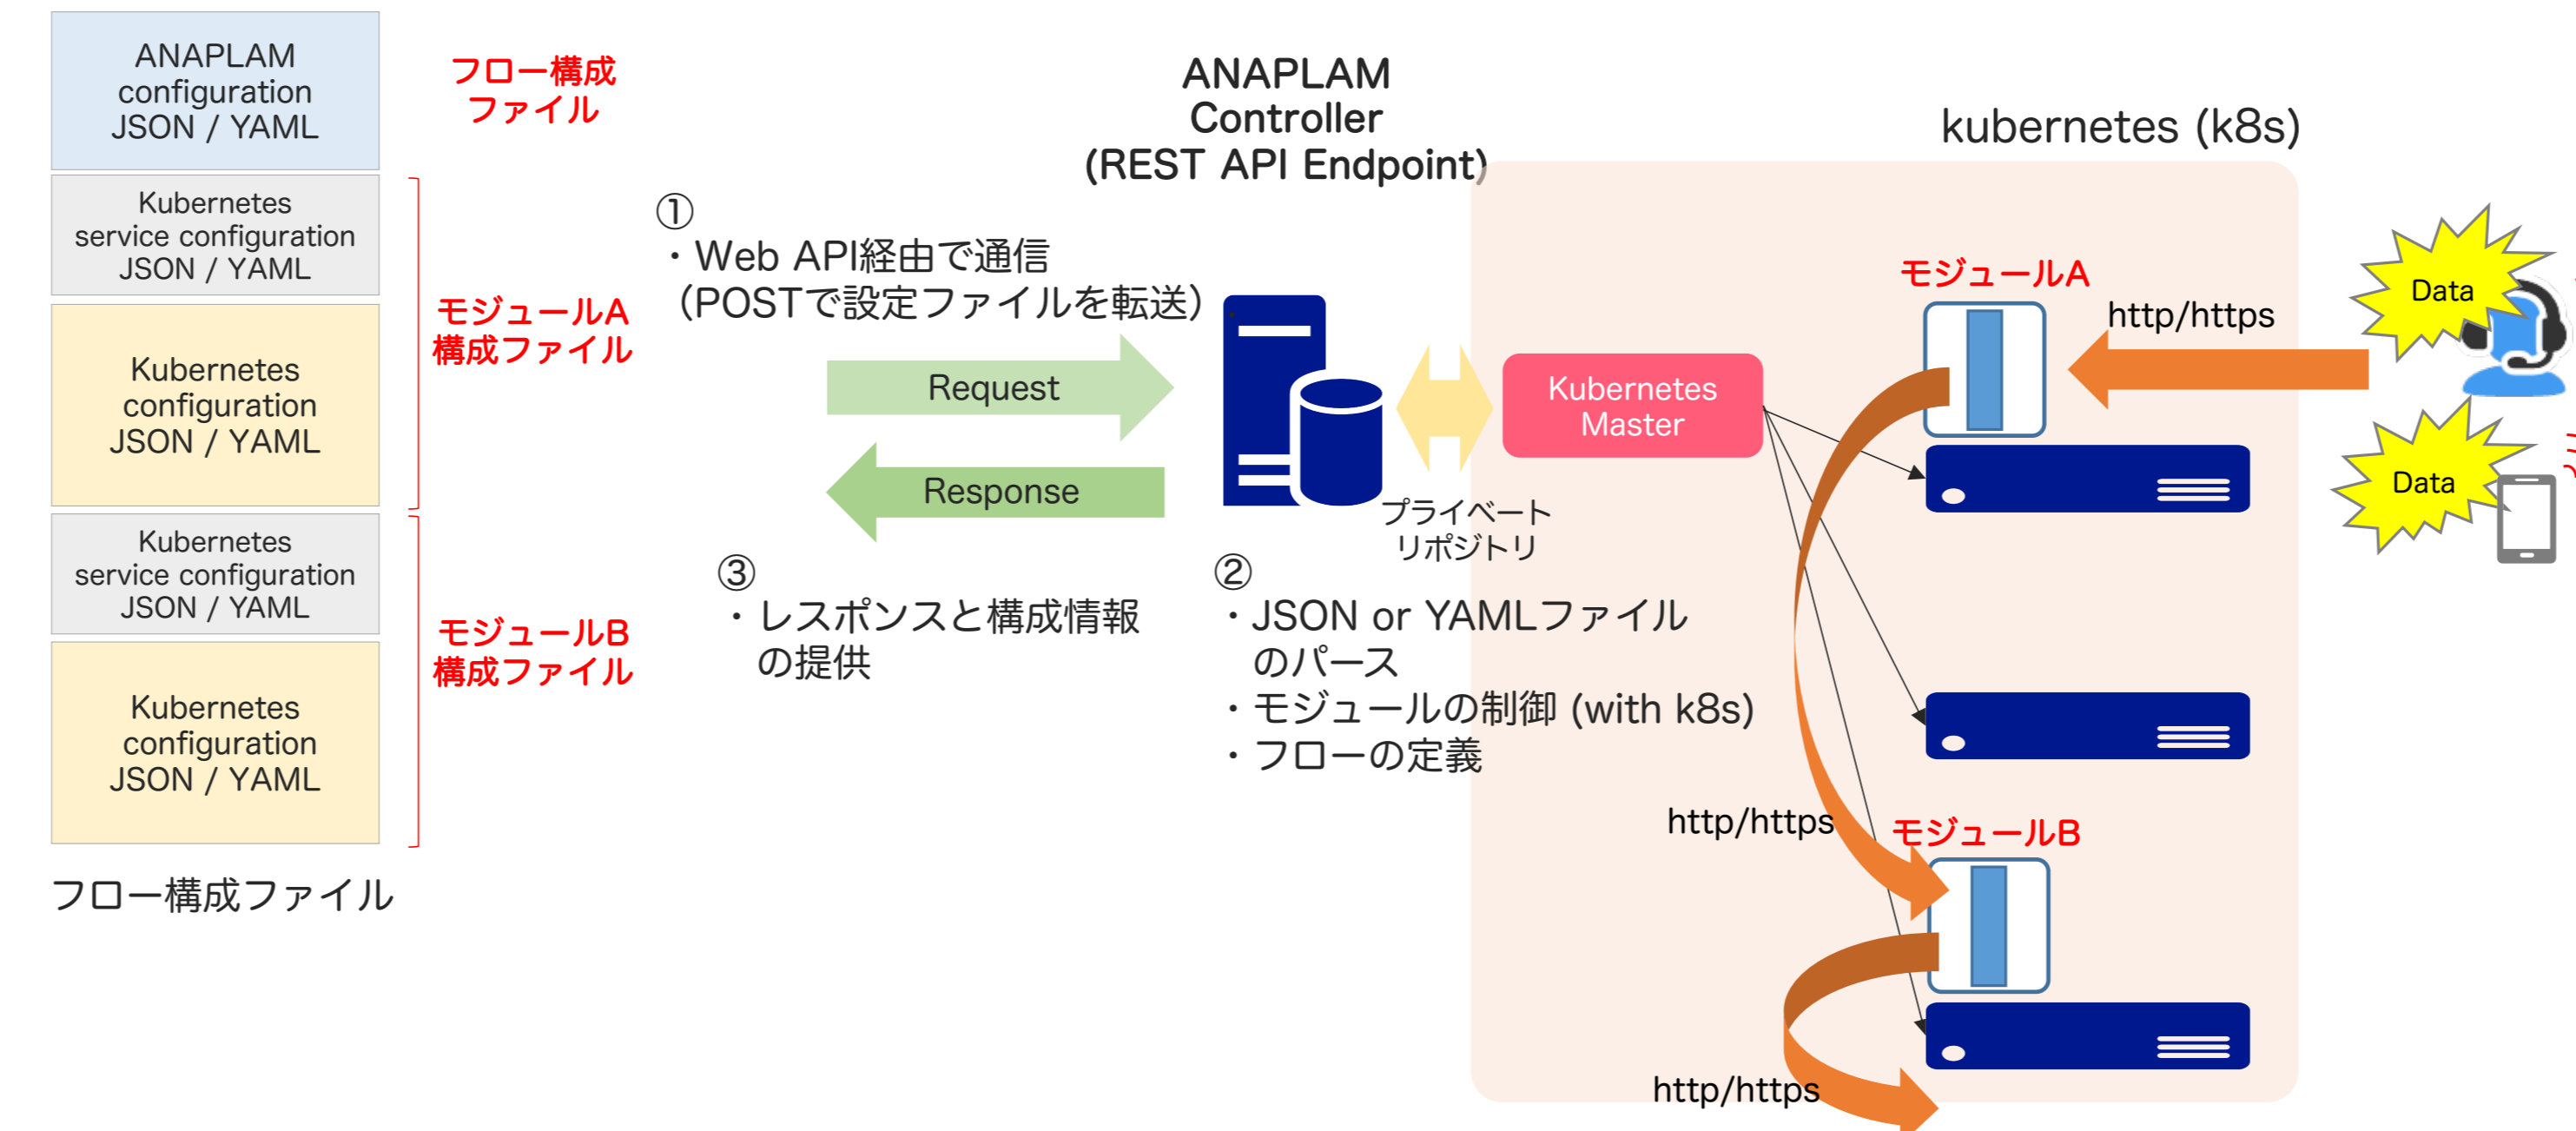 ANAPLAM
configuration
JSON / YAML
フロー構成
ファイル
Kubernetes
service configuration
JSON / YAML
Kubernetes
configuration
JSON / YAML
モジュールA
構成ファイル
Kubernetes
service configuration
JSON / YAML
Kubernetes
configuration
JSON / YAML
モジュールB
構成ファイル
フロー構成ファイル
①
・Web API経由で通信
（POSTで設定ファイルを転送）
Request
Response
③
・レスポンスと構成情報
の提供
ANAPLAM
Controller
(REST API Endpoint)
プライベート
リポジトリ
②
・JSON or YAMLファイル
のパース
・モジュールの制御 (with k8s)
・フローの定義
kubernetes (k8s)
Kubernetes
Master
モジュールA
http/https
Data
Data
http/https
モジュールB
http/https